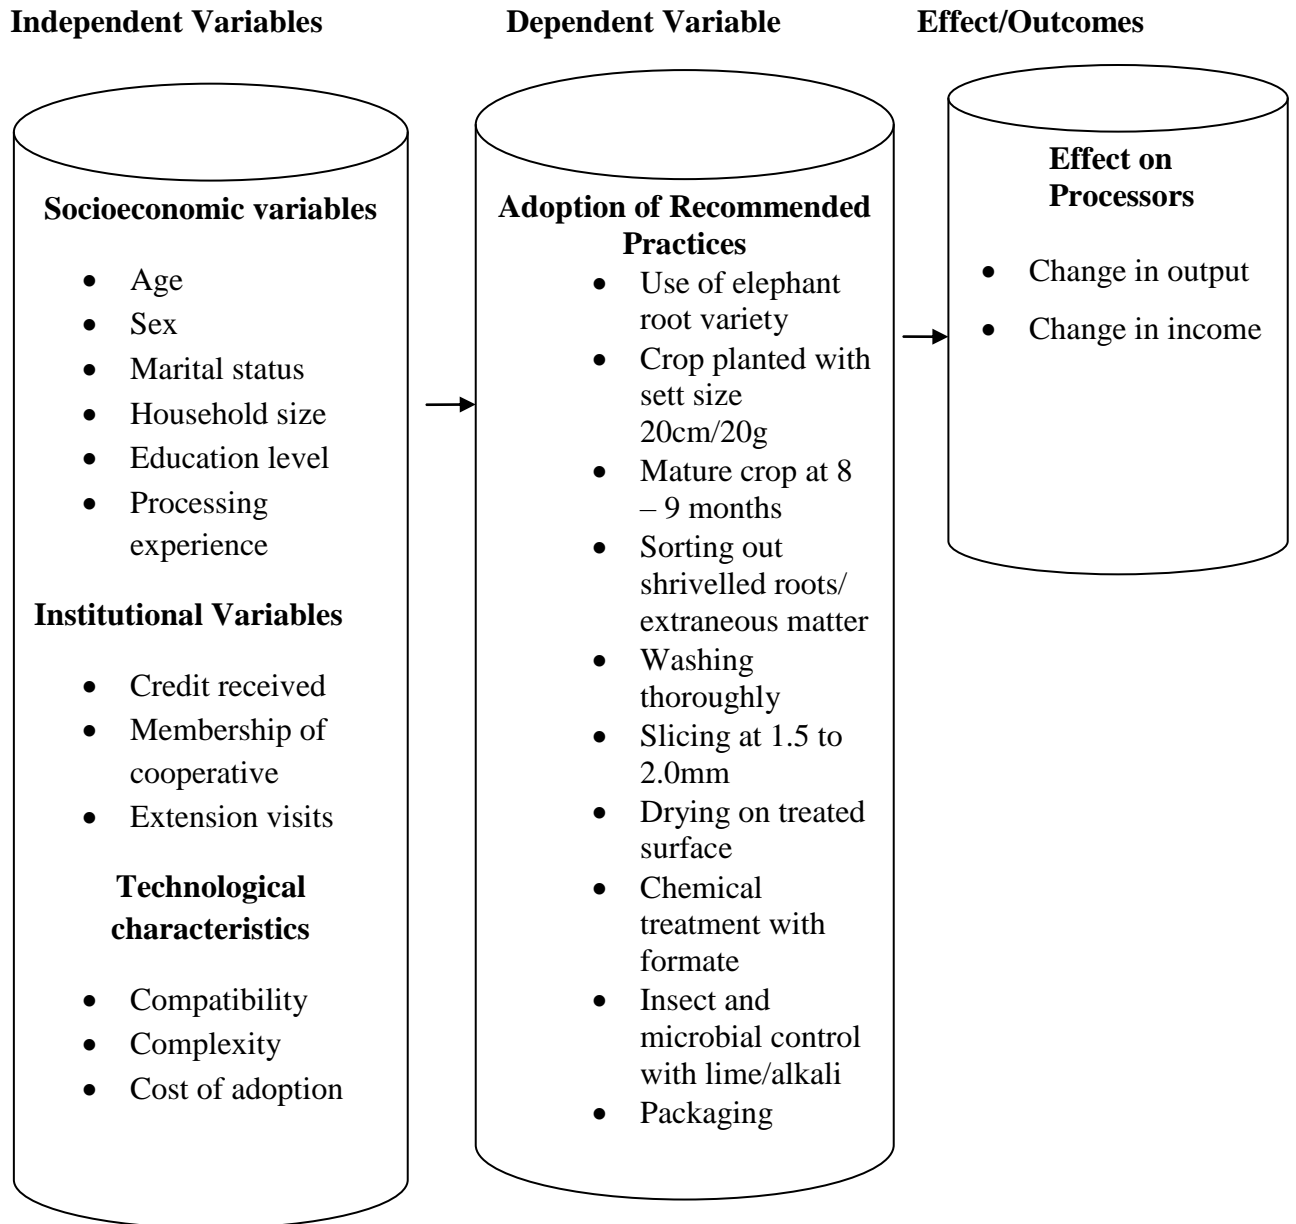 Independent Variables
Dependent Variable
Effect/Outcomes
Socioeconomic variables
• Age
• Sex
• Marital status
• Household size
• Education level
• Processing
experience
Institutional Variables
• Credit received
• Membership of
cooperative
• Extension visits
Technological
characteristics
• Compatibility
• Complexity
• Cost of adoption
Adoption of Recommended
Practices
• Use of elephant
root variety
• Crop planted with
sett size
20cm/20g
• Mature crop at 8
– 9 months
• Sorting out
shrivelled roots/
extraneous matter
• Washing
thoroughly
• Slicing at 1.5 to
2.0mm
• Drying on treated
surface
• Chemical
treatment with
formate
• Insect and
microbial control
with lime/alkali
• Packaging
Effect on
Processors
• Change in output
• Change in income